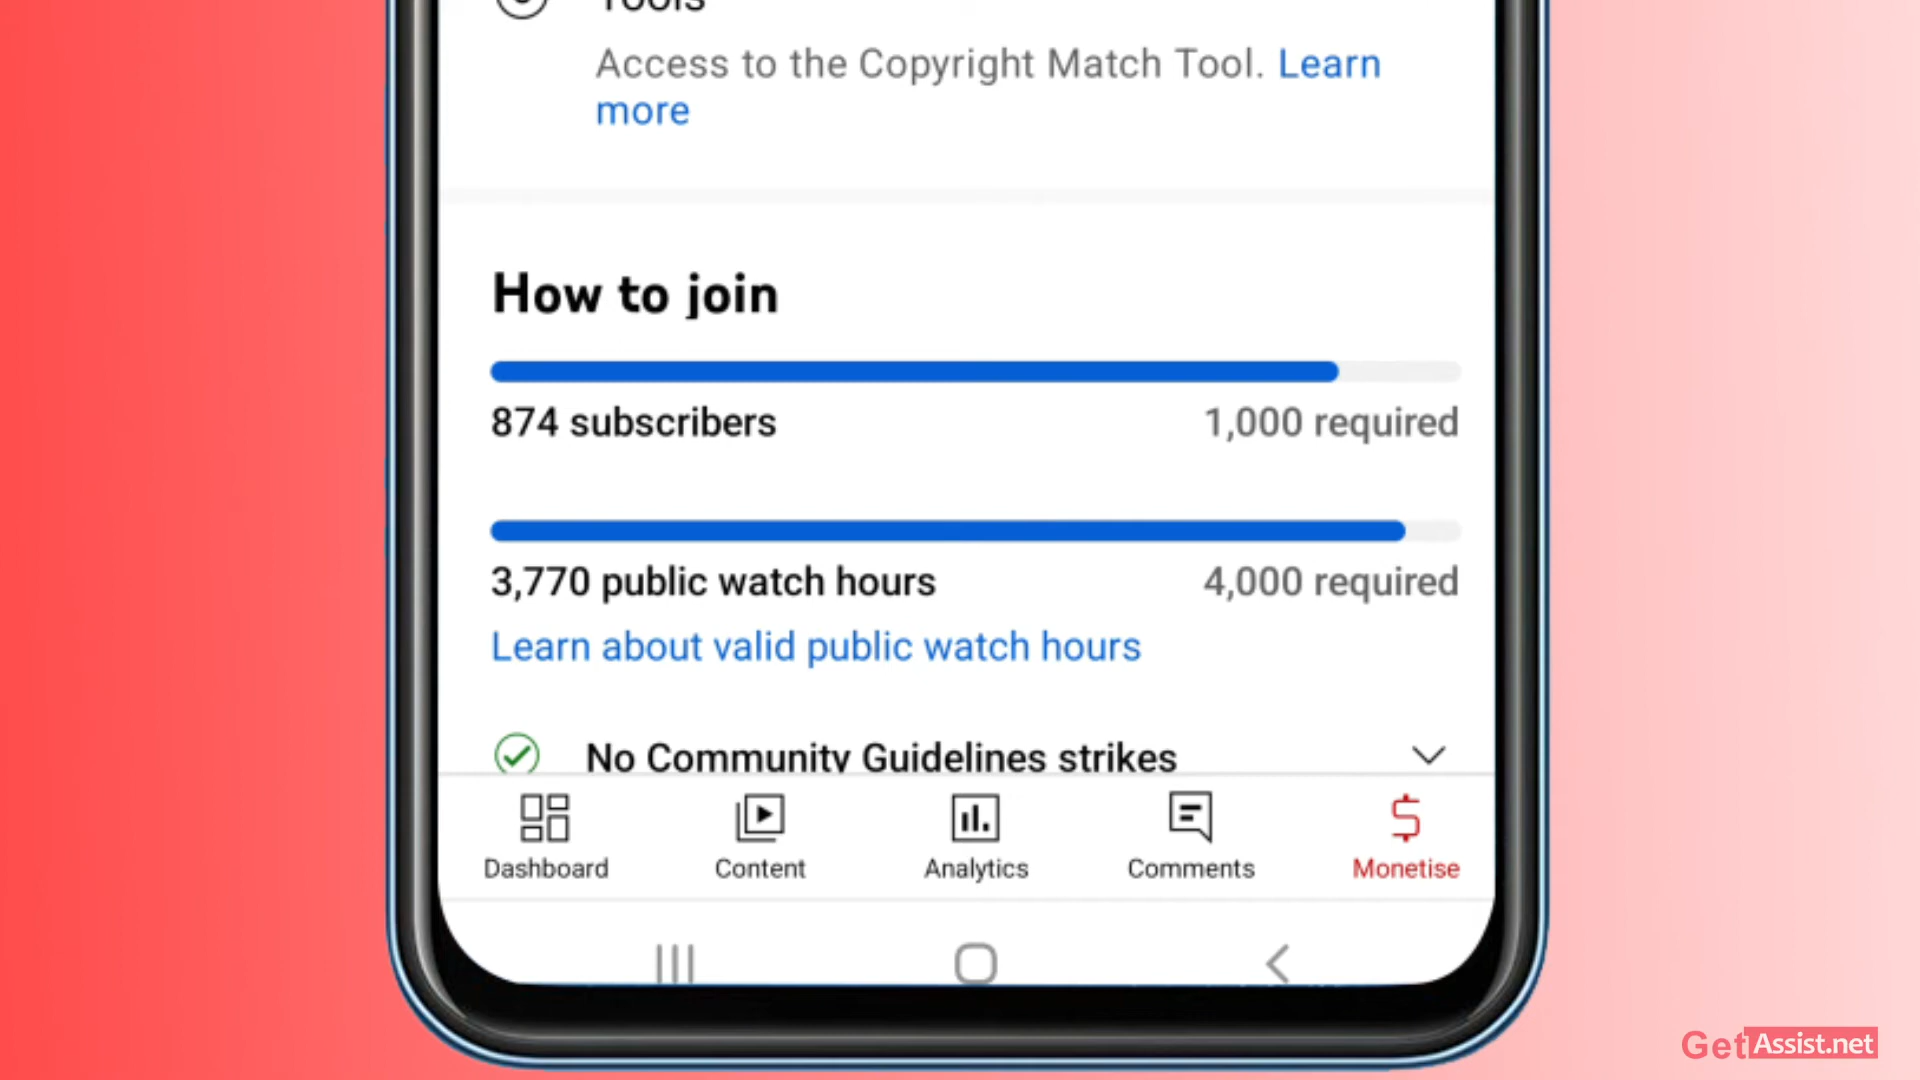 Tools
Access to the Copyright Match Tool. Learn
more
How to join
874 subscribers 1,000 required
3,770 public watch hours 4,000 required
Learn about valid public watch hours
No Community Guidelines strikes
Dashboard Content Analytics Comments Monetise
GetAssist.net